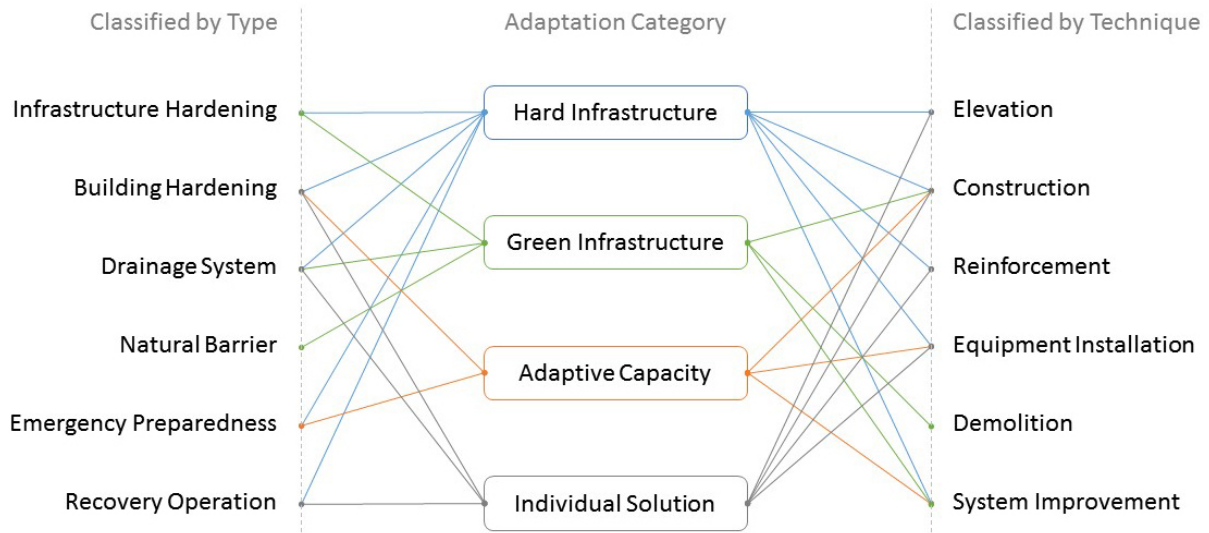 Classified by Type
Adaptation Category
Classified by Technique
Infrastructure Hardening
Hard Infrastructure
Elevation
Building Hardening
Construction
Green Infrastructure
Drainage System
Reinforcement
Natural Barrier
Equipment Installation
Adaptive Capacity
Emergency Preparedness
Demolition
Recovery Operation
Individual Solution
System Improvement